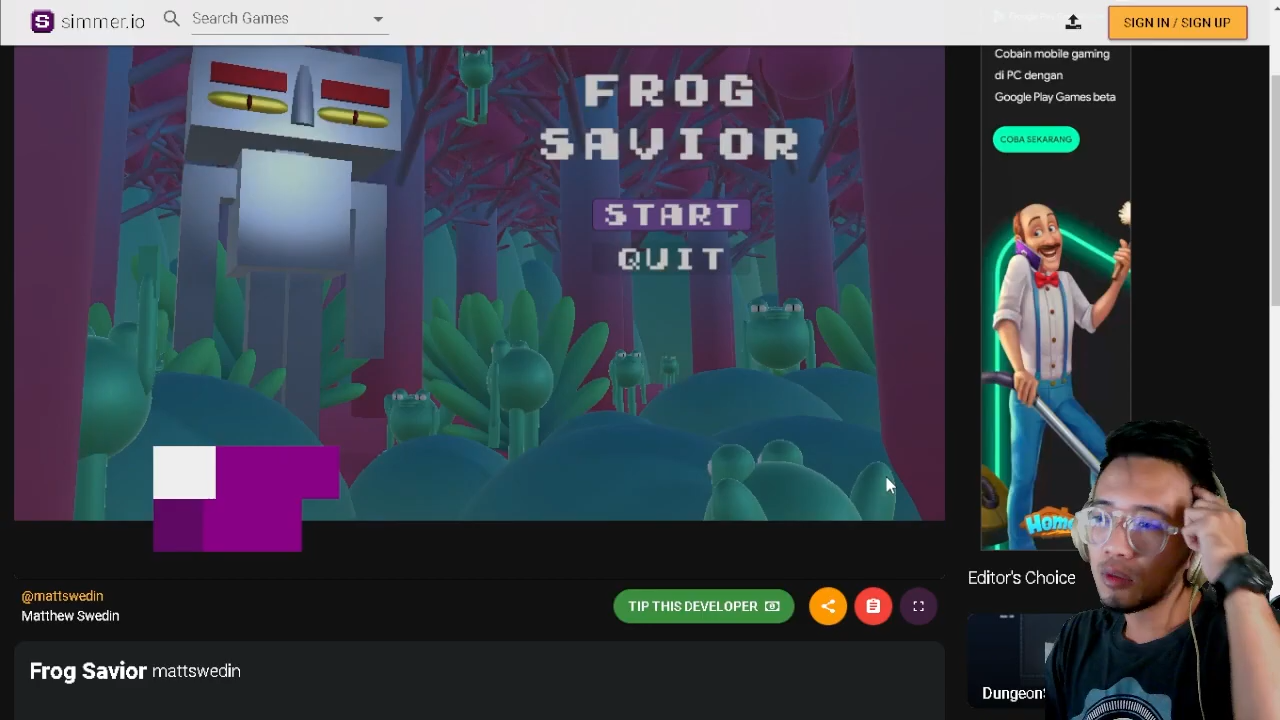 S simmer.io
Search Games
SIGN IN / SIGN UP
FROG
SAVIOR
START
QUIT
Cobain mobile gaming
di PC dengan
Google Play Games beta
COBA SEKARANG
@mattswedin
Matthew Swedin
TIP THIS DEVELOPER
Editor's Choice
Frog Savior mattswedin